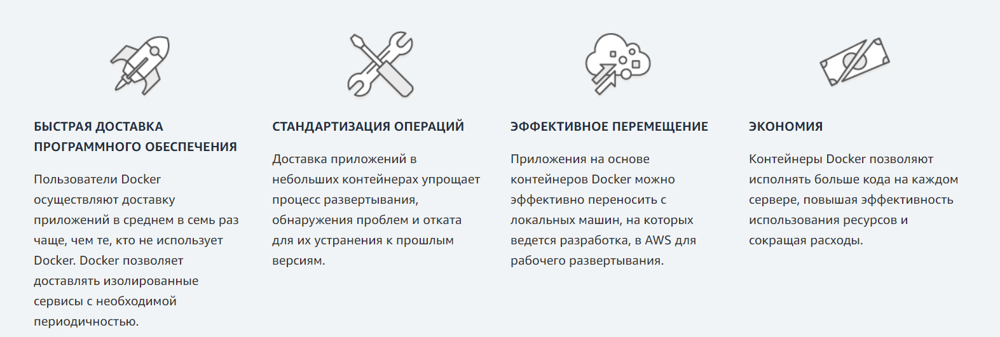 БЫСТРАЯ ДОСТАВКА
ПРОГРАММНОГО ОБЕСПЕЧЕНИЯ
Пользователи Docker
осуществляют доставку
приложений в среднем в семь раз
чаще, чем те, кто не использует
Docker. Docker позволяет
доставлять изолированные
сервисы с необходимой
периодичностью.
СТАНДАРТИЗАЦИЯ ОПЕРАЦИЙ
Доставка приложений в
небольших контейнерах упрощает
процесс развертывания,
обнаружения проблем и отката
для их устранения к прошлым
версиям.
ЭФФЕКТИВНОЕ ПЕРЕМЕЩЕНИЕ
Приложения на основе
контейнеров Docker можно
эффективно переносить с
локальных машин, на которых
ведется разработка, в AWS для
рабочего развертывания.
ЭКОНОМИЯ
Контейнеры Docker позволяют
исполнять больше кода на каждом
сервере, повышая эффективность
использования ресурсов и
сокращая расходы.